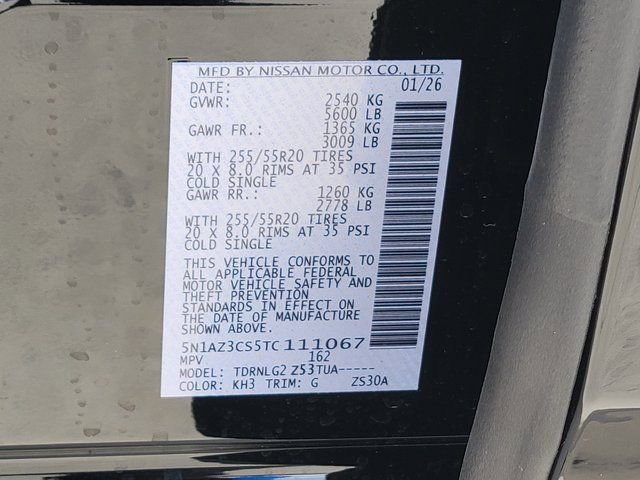 MFD BY NISSAN MOTOR CO., LTD.
DATE: 01/26
GVWR: 2540 KG
5600 LB
GAWR FR.: 1365 KG
3009 LB
WITH 255/55R20 TIRES
20 X 8.0 RIMS AT 35 PSI
COLD SINGLE
GAWR RR.: 1260 KG
2778 LB
WITH 255/55R20 TIRES
20 X 8.0 RIMS AT 35 PSI
COLD SINGLE
THIS VEHICLE CONFORMS TO
ALL APPLICABLE FEDERAL
MOTOR VEHICLE SAFETY AND
THEFT PREVENTION
STANDARDS IN EFFECT ON
THE DATE OF MANUFACTURE
SHOWN ABOVE.
5N1AZ3CS5TC111067
MPV 162
MODEL: TDRNLG2 Z53TUA-----
COLOR: KH3 TRIM: G ZS30A